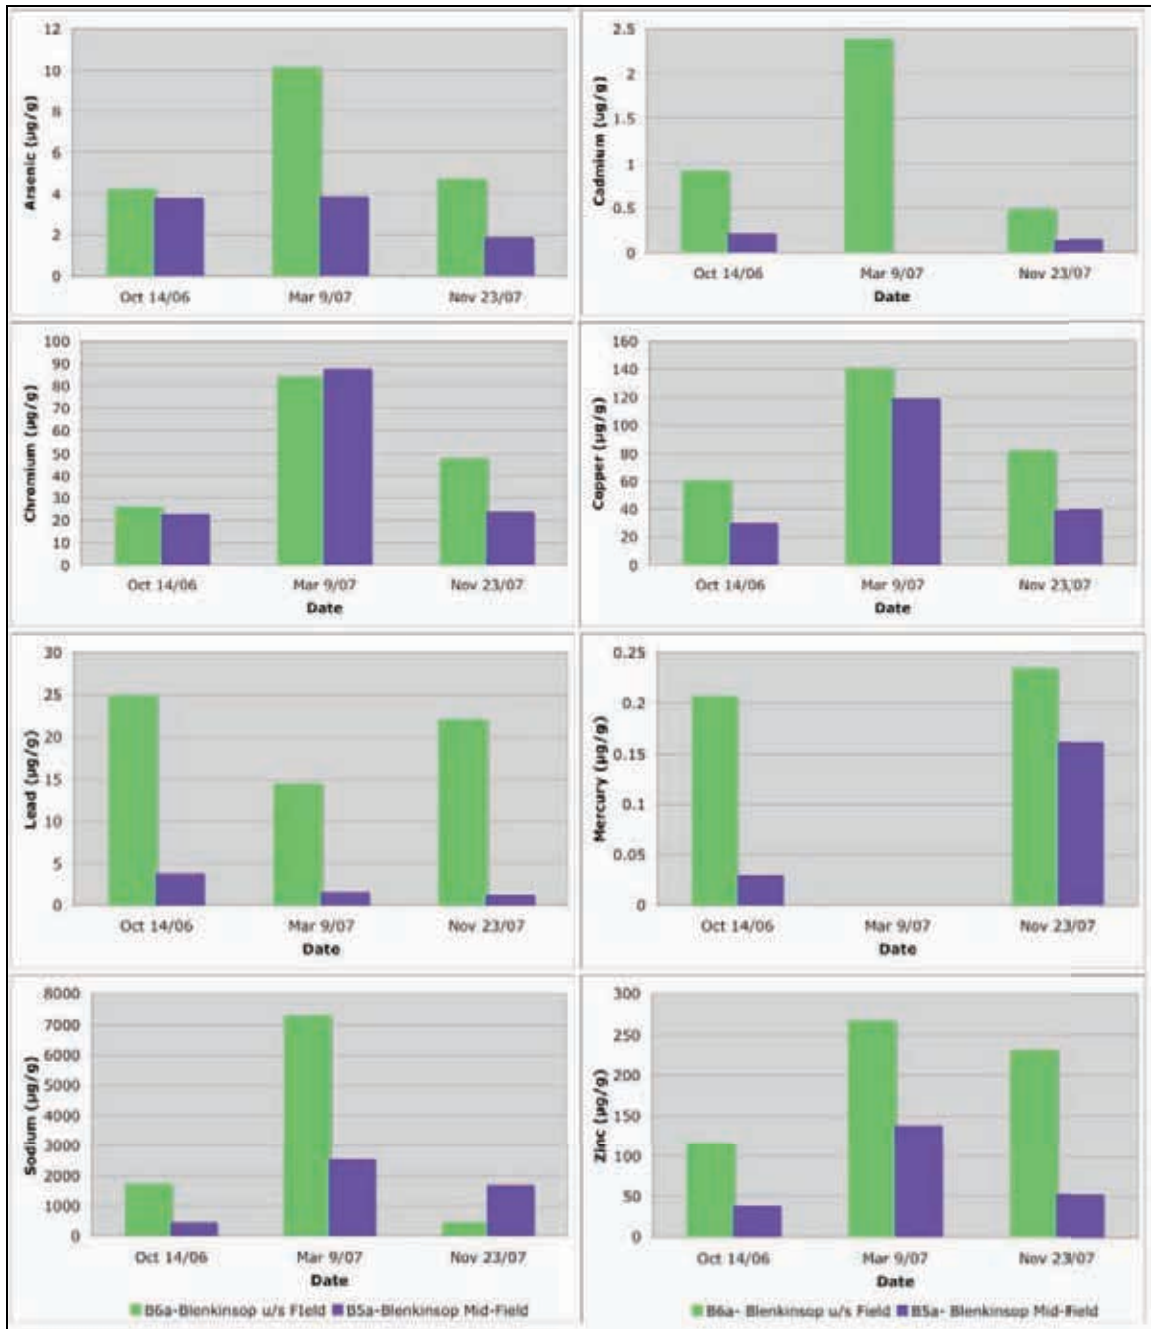 Arsenic (µg/g)
12
10
8
6
4
2
0
Oct 14/06 Mar 9/07 Nov 23/07
Cadmium (ug/g)
2.5
2
1.5
1
0.5
0
Oct 14/06 Mar 9/07 Nov 23/07
Date
Chromium (µg/g)
100
90
80
70
60
50
40
30
20
10
0
Oct 14/06 Mar 9/07 Nov 23/07
Date
Copper (µg/g)
160
140
120
100
80
60
40
20
0
Oct 14/06 Mar 9/07 Nov 23/07
Date
Lead (µg/g)
30
25
20
15
10
5
0
Oct 14/06 Mar 9/07 Nov 23/07
Date
Mercury (µg/g)
0.25
0.2
0.15
0.1
0.05
0
Oct 14/06 Mar 9/07 Nov 23/07
Date
Sodium (µg/g)
8000
7000
6000
5000
4000
3000
2000
1000
0
Oct 14/06 Mar 9/07 Nov 23/07
Date
B6a-Blenkinsop u/s Field B5a-Blenkinsop Mid-Field
Zinc (µg/g)
300
250
200
150
100
50
0
Oct 14/06 Mar 9/07 Nov 23/07
Date
B6a- Blenkinsop u/s Field B5a- Blenkinsop Mid-Field